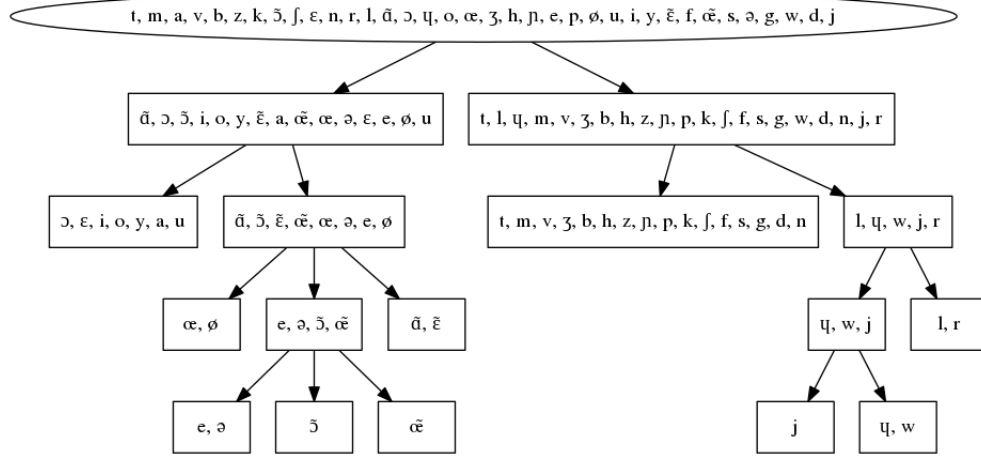 t, m, a, v, b, z, k, ɔ̃, ʃ, ɛ, n, r, l, ɑ̃, ɔ, ɥ, o, œ, ʒ, h, ɲ, e, p, ø, u, i, y, ɛ̃, f, œ̃, s, ə, g, w, d, j
ɑ̃, ɔ, ɔ̃, i, o, y, ɛ̃, a, œ̃, œ, ə, ɛ, e, ø, u
t, l, ɥ, m, v, ʒ, b, h, z, ɲ, p, k, ʃ, f, s, g, w, d, n, j, r
ɔ, ɛ, i, o, y, a, u
ɑ̃, ɔ̃, ɛ̃, œ̃, œ, ə, e, ø
t, m, v, ʒ, b, h, z, ɲ, p, k, ʃ, f, s, g, d, n
l, ɥ, w, j, r
œ, ø
e, ə, ɔ̃, œ̃
ɑ̃, ɛ̃
ɥ, w, j
l, r
e, ə
ɔ̃
œ̃
j
ɥ, w